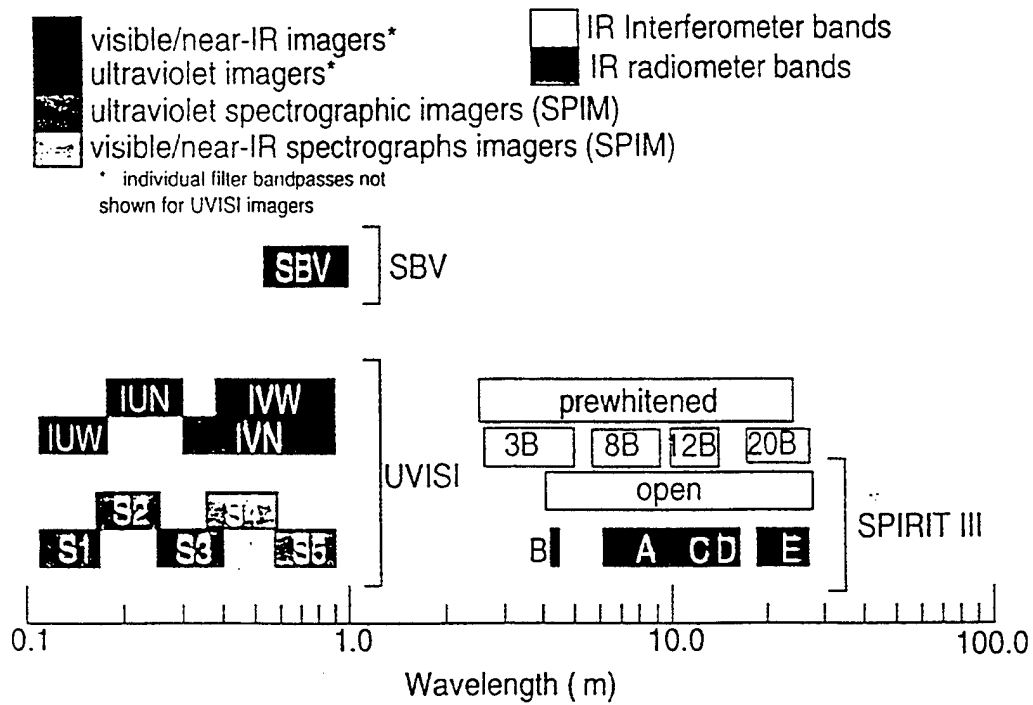 visible/near-IR imagers*
ultraviolet imagers*
ultraviolet spectrographic imagers (SPIM)
visible/near-IR spectrographs imagers (SPIM)
* individual filter bandpasses not
shown for UVISI imagers
IR Interferometer bands
IR radiometer bands
SBV SBV
IUN IVW
IUW IVN
UVISI
S2 S4
S1 S3 S5
prewhitened
3B 8B 12B 20B
open
SPIRIT III
B A C D E
0.1 1.0 10.0 100.0
Wavelength ( m)